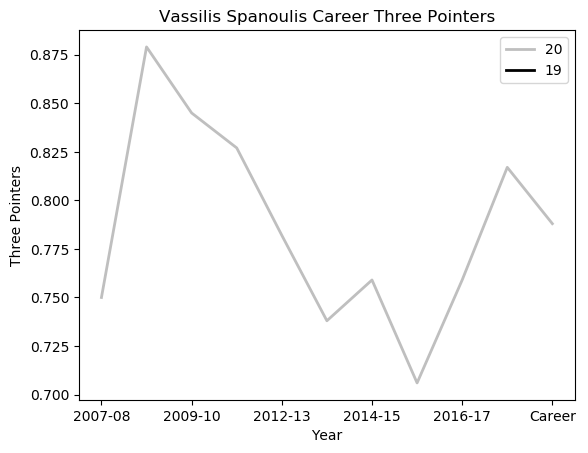 Vassilis Spanoulis Career Three Pointers
20
19
0.875
0.850
0.825
0.800
0.775
0.750
0.725
0.700
Three Pointers
2007-08 2009-10 2012-13 2014-15 2016-17 Career
Year